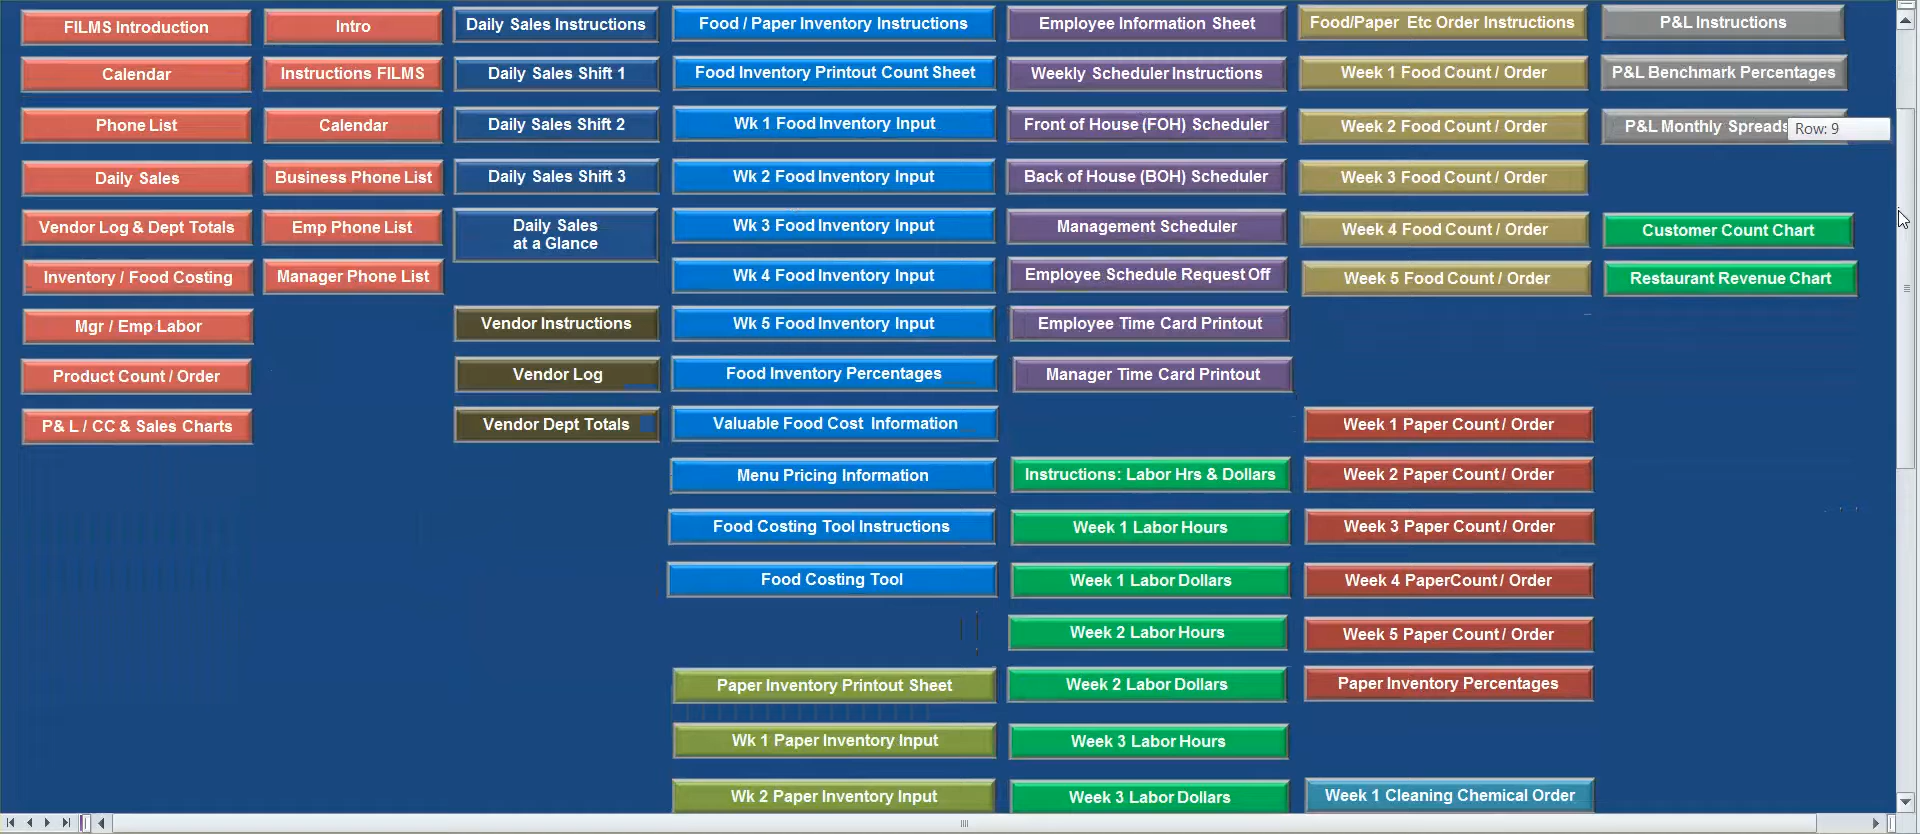 FILMS Introduction
Calendar
Phone List
Daily Sales
Vendor Log & Dept Totals
Inventory / Food Costing
Mgr / Emp Labor
Product Count / Order
P& L / CC & Sales Charts
Intro
Instructions FILMS
Calendar
Business Phone List
Emp Phone List
Manager Phone List
Daily Sales Instructions
Daily Sales Shift 1
Daily Sales Shift 2
Daily Sales Shift 3
Daily Sales
at a Glance
Vendor Instructions
Vendor Log
Vendor Dept Totals
Food / Paper Inventory Instructions
Food Inventory Printout Count Sheet
Wk 1 Food Inventory Input
Wk 2 Food Inventory Input
Wk 3 Food Inventory Input
Wk 4 Food Inventory Input
Wk 5 Food Inventory Input
Food Inventory Percentages
Valuable Food Cost Information
Menu Pricing Information
Food Costing Tool Instructions
Food Costing Tool
Paper Inventory Printout Sheet
Wk 1 Paper Inventory Input
Wk 2 Paper Inventory Input
Employee Information Sheet
Weekly Scheduler Instructions
Front of House (FOH) Scheduler
Back of House (BOH) Scheduler
Management Scheduler
Employee Schedule Request Off
Employee Time Card Printout
Manager Time Card Printout
Instructions: Labor Hrs & Dollars
Week 1 Labor Hours
Week 1 Labor Dollars
Week 2 Labor Hours
Week 2 Labor Dollars
Week 3 Labor Hours
Week 3 Labor Dollars
Food/Paper Etc Order Instructions
Week 1 Food Count / Order
Week 2 Food Count / Order
Week 3 Food Count / Order
Week 4 Food Count / Order
Week 5 Food Count / Order
Week 1 Paper Count / Order
Week 2 Paper Count / Order
Week 3 Paper Count / Order
Week 4 PaperCount / Order
Week 5 Paper Count / Order
Paper Inventory Percentages
Week 1 Cleaning Chemical Order
P&L Instructions
P&L Benchmark Percentages
P&L Monthly Spreads
Row: 9
Customer Count Chart
Restaurant Revenue Chart